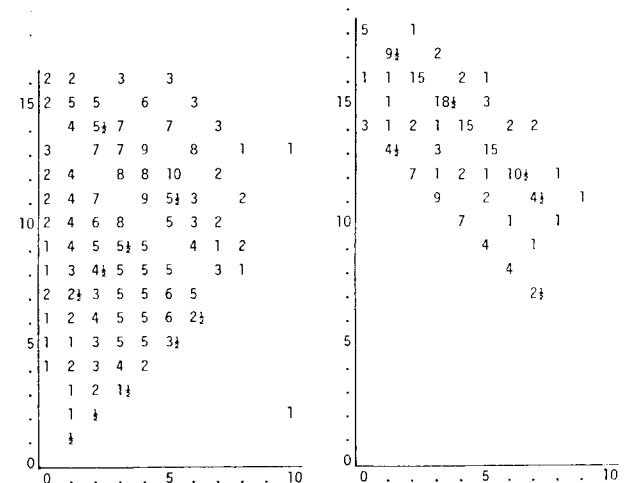 . 2 2 3 3
15 2 5 5 6 3
. 4 5½ 7 7 3
. 3 7 7 9 8 1 1
. 2 4 8 8 10 2
. 2 4 7 9 5½ 3 2
10 2 4 6 8 5 3 2
. 1 4 5 5½ 5 4 1 2
. 1 3 4½ 5 5 5 3 1
. 2 2½ 3 5 5 6 5
. 1 2 4 5 5 6 2½
5 1 1 3 5 5 3½
. 1 2 3 4 2
. 1 2 1½
. 1 ½ 1
. ½
0
0 . . . . 5 . . . . 10
. 5 1
. 9½ 2
. 1 1 15 2 1
15 1 18½ 3
. 3 1 2 1 15 2 2
. 4½ 3 15
. 7 1 2 1 10½ 1
. 9 2 4½ 1
10 7 1 1
. 4 1
. 4
. 2½
.
5
.
.
.
.
0
0 . . . . 5 . . . . 10